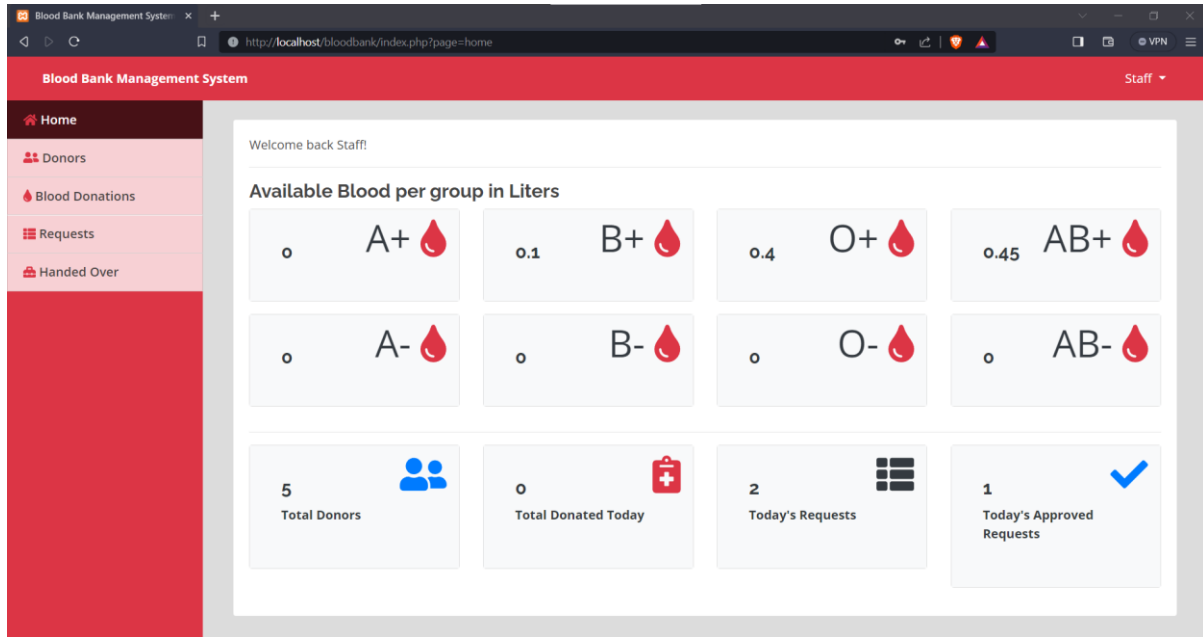 Blood Bank Management System
http://localhost/bloodbank/index.php?page=home
VPN
Blood Bank Management System
Staff
Home
Donors
Blood Donations
Requests
Handed Over
Welcome back Staff!
Available Blood per group in Liters
0 A+
0.1 B+
0.4 O+
0.45 AB+
0 A-
0 B-
0 O-
0 AB-
5
Total Donors
0
Total Donated Today
2
Today's Requests
1
Today's Approved
Requests